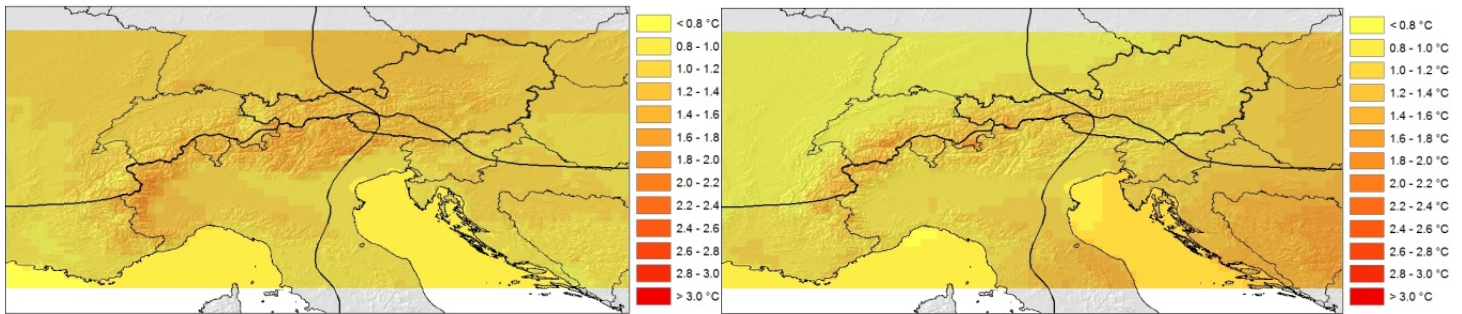 < 0.8 °C
0.8 - 1.0
1.0 - 1.2
1.2 - 1.4
1.4 - 1.6
1.6 - 1.8
1.8 - 2.0
2.0 - 2.2
2.2 - 2.4
2.4 - 2.6
2.6 - 2.8
2.8 - 3.0
> 3.0 °C
< 0.8 °C
0.8 - 1.0 °C
1.0 - 1.2 °C
1.2 - 1.4 °C
1.4 - 1.6 °C
1.6 - 1.8 °C
1.8 - 2.0 °C
2.0 - 2.2 °C
2.2 - 2.4 °C
2.4 - 2.6 °C
2.6 - 2.8 °C
2.8 - 3.0 °C
> 3.0 °C